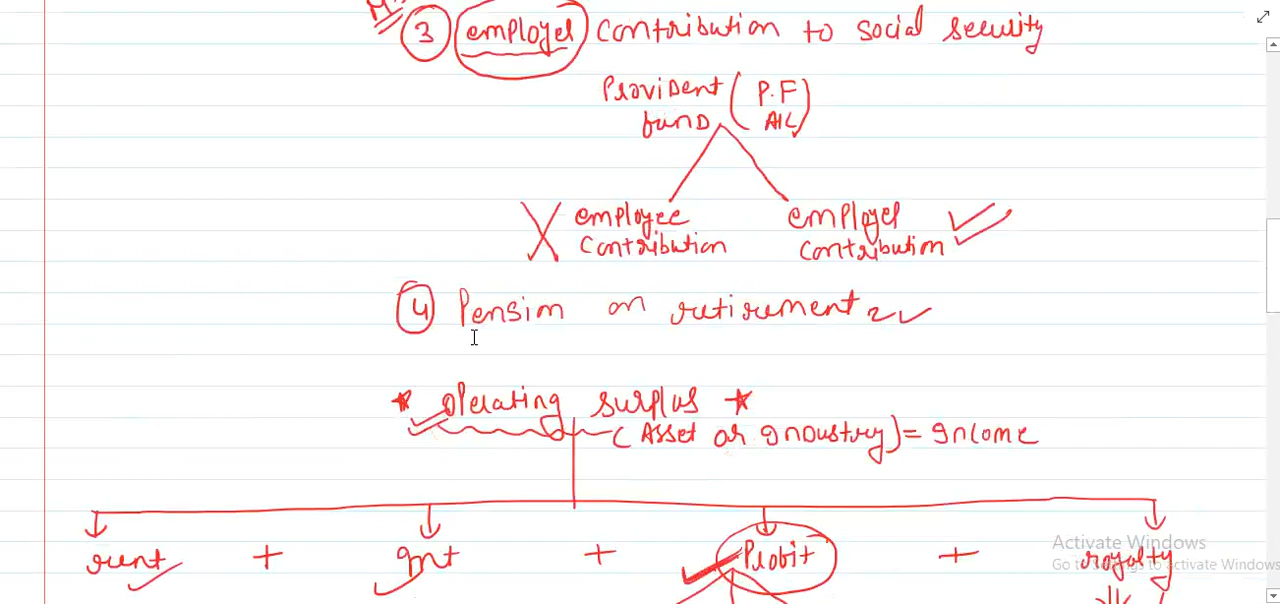 ③ employer contribution to social security
Provident (P.F
fund A/C)
employee employer
contribution contribution
④ Pension on retirement
* Operating surplus *
(Asset or Industry) = Income
rent + Int + Profit + royalty
Activate Windows
Go to Settings to activate Windows